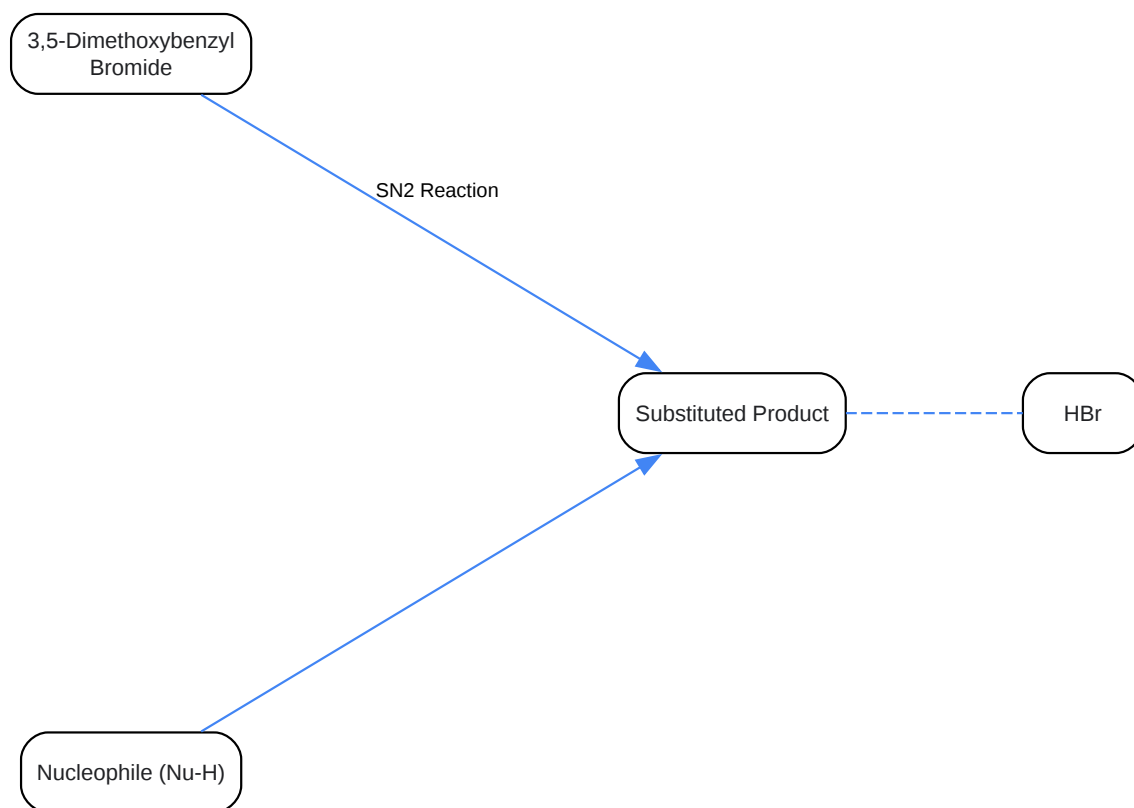 3,5-Dimethoxybenzyl
Bromide
SN2 Reaction
Substituted Product
HBr
Nucleophile (Nu-H)